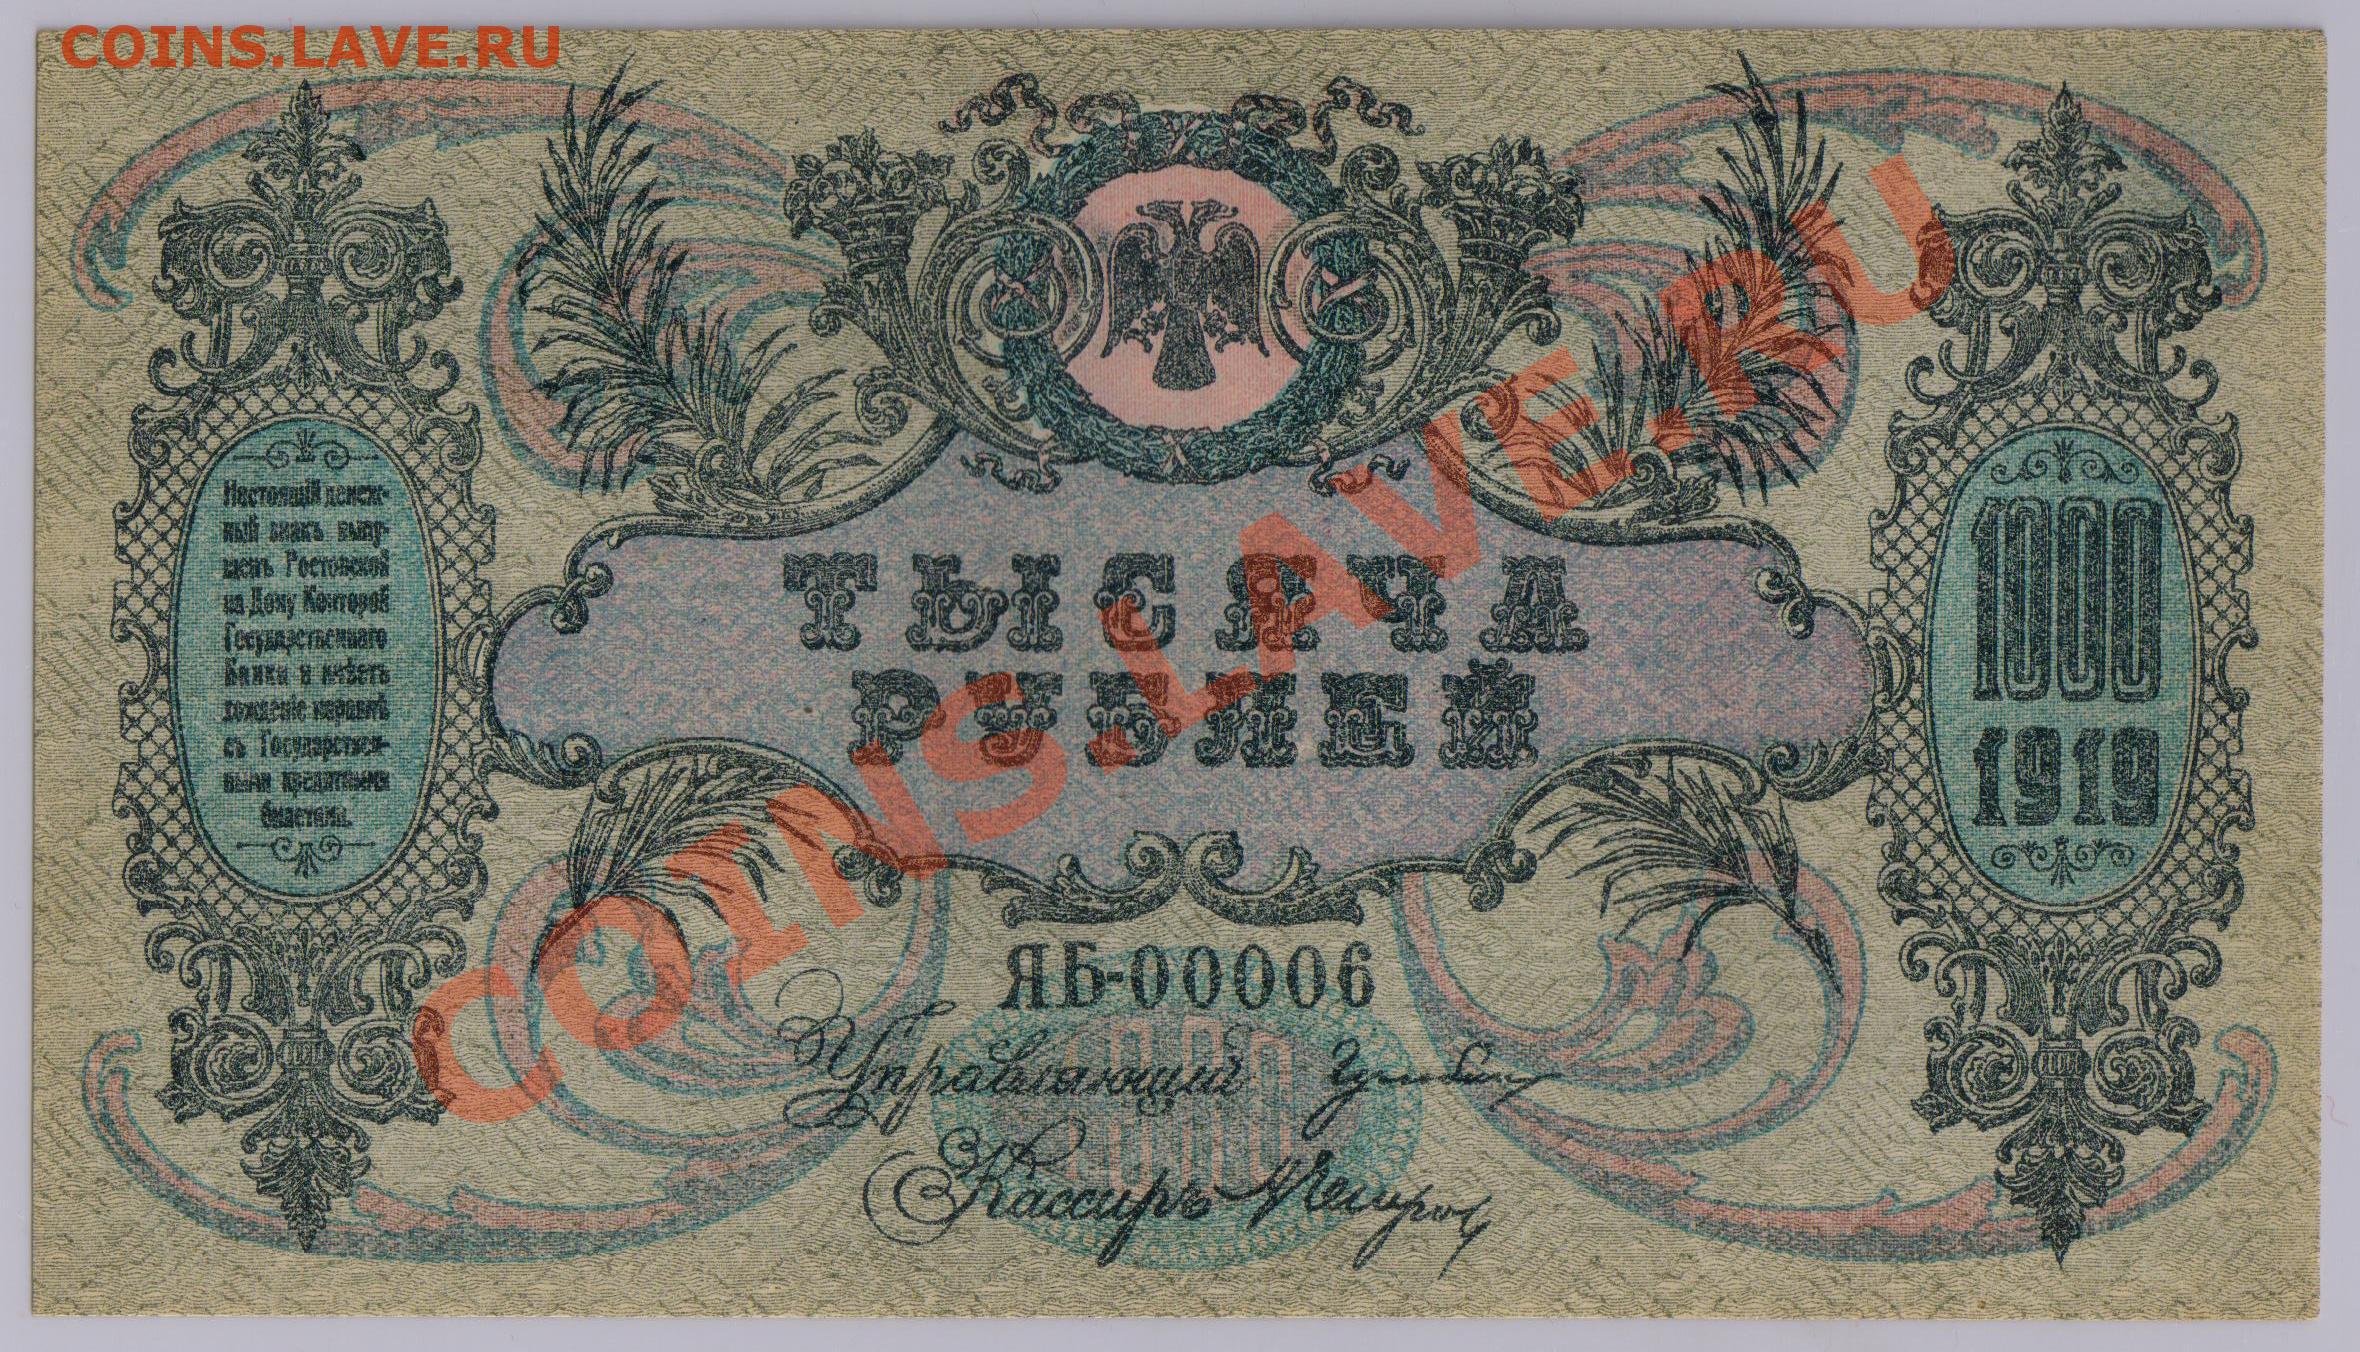 COINS.LAVE.RU
COINS.LAVE.RU
Настоящій денеж-
ный знакъ выпу-
щенъ Ростовской
на Дону Конторой
Государственнаго
Банка и имѣетъ
хожденіе наравнѣ
съ Государствен-
ными кредитными
билетами.
ТЫСЯЧА
РУБЛЕЙ
1000
1919
ЯБ-00006
1000
Управляющій
Кассиръ